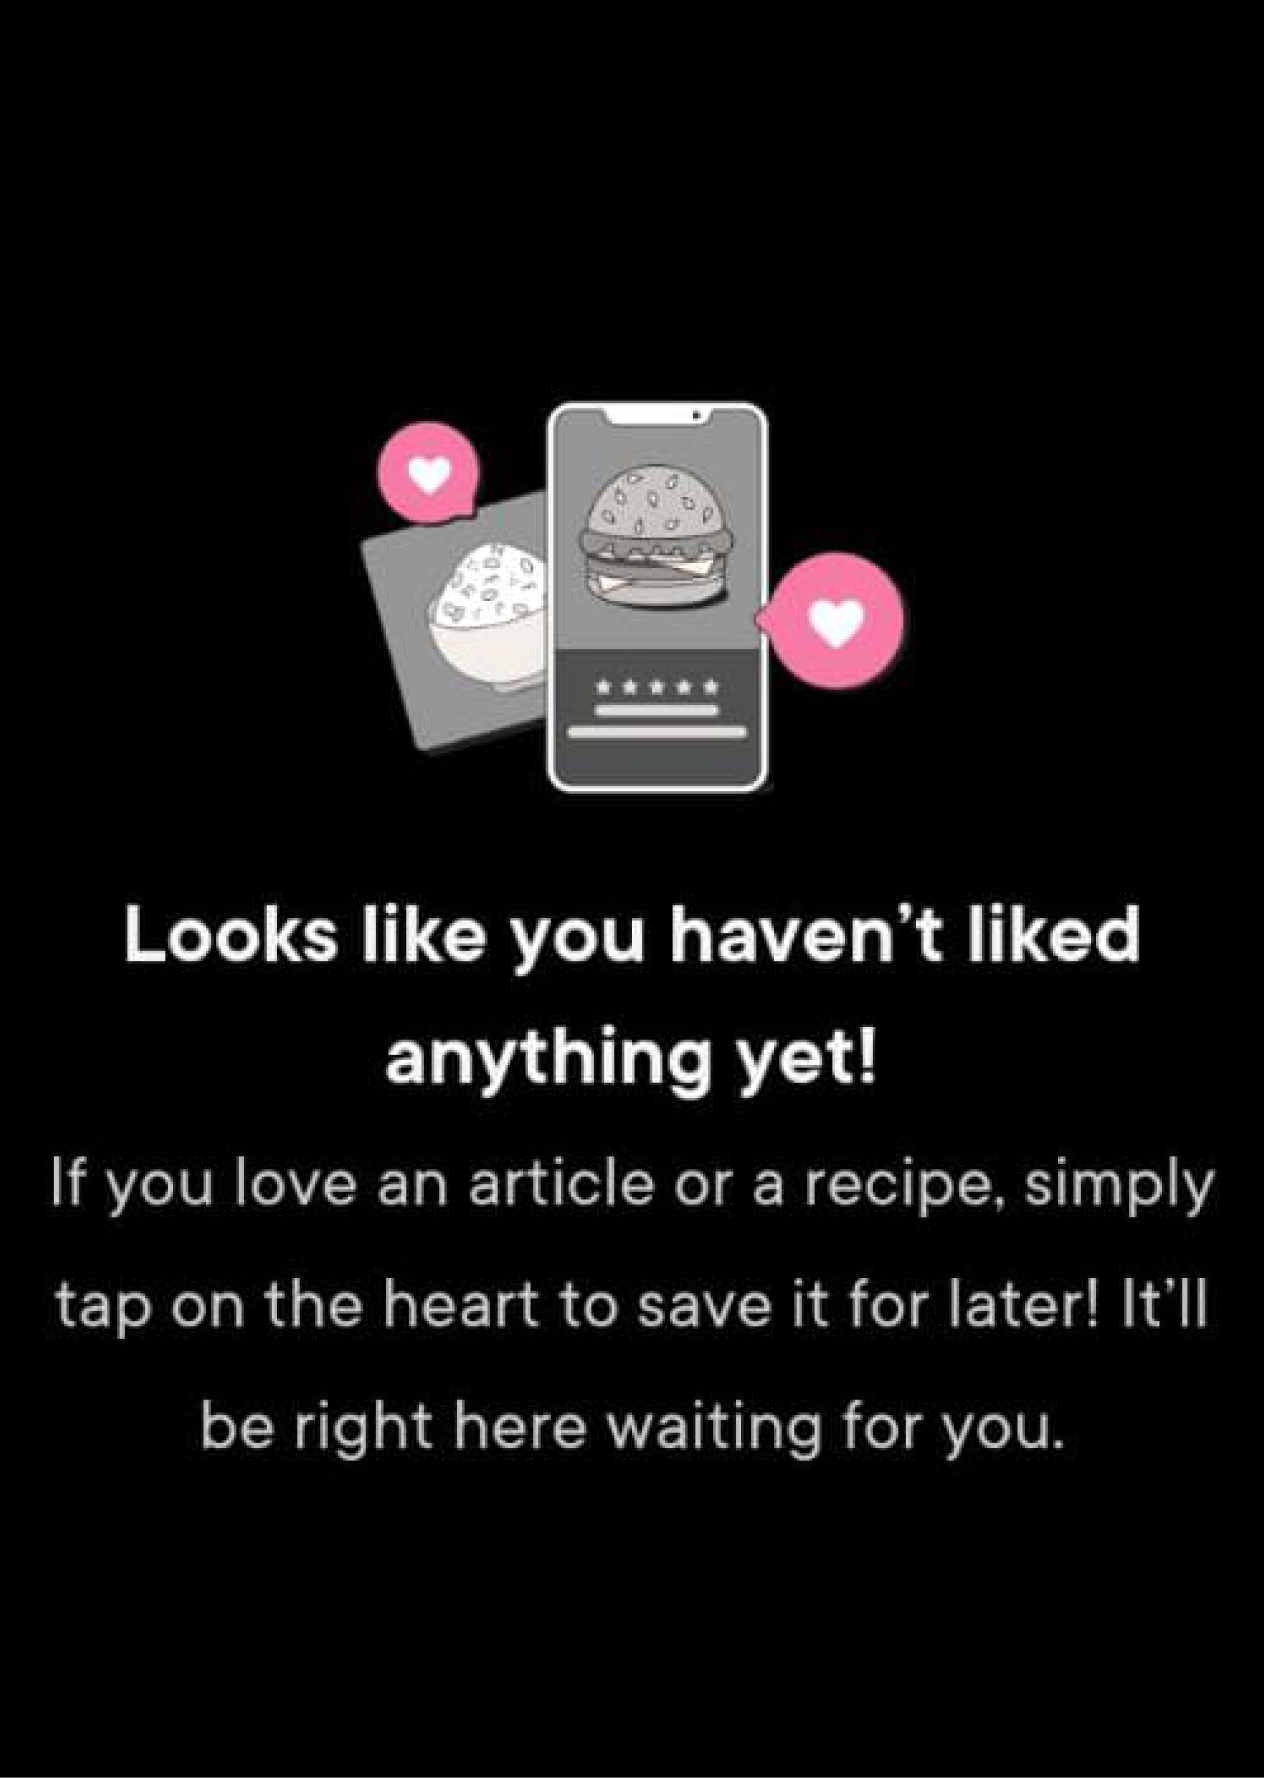 Looks like you haven’t liked
anything yet!
If you love an article or a recipe, simply
tap on the heart to save it for later! It’ll
be right here waiting for you.